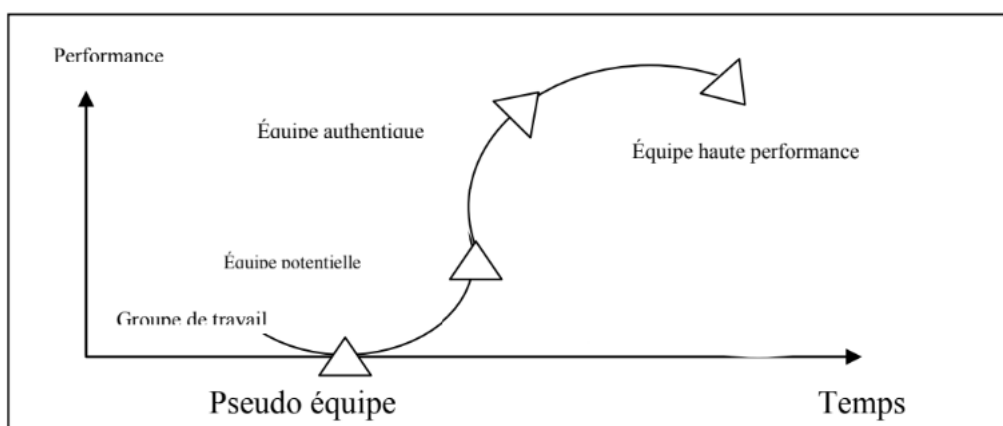 Performance
Équipe authentique
Équipe haute performance
Équipe potentielle
Groupe de travail
Pseudo équipe
Temps